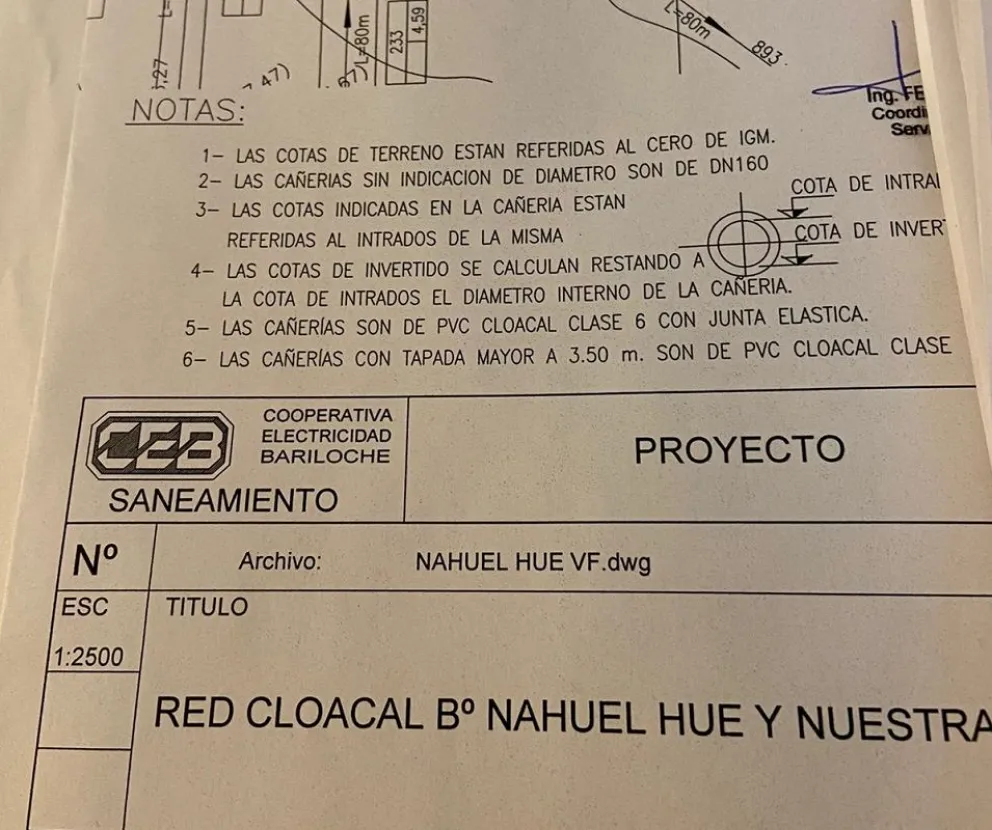 L=80m
233
4,59
L=80m
893
,27
47)
Ing. FE
Coordi
Serv
NOTAS:
1- LAS COTAS DE TERRENO ESTAN REFERIDAS AL CERO DE IGM.
2- LAS CAÑERIAS SIN INDICACION DE DIAMETRO SON DE DN160
3- LAS COTAS INDICADAS EN LA CAÑERIA ESTAN
REFERIDAS AL INTRADOS DE LA MISMA
COTA DE INTRA
COTA DE INVER
4- LAS COTAS DE INVERTIDO SE CALCULAN RESTANDO A
LA COTA DE INTRADOS EL DIAMETRO INTERNO DE LA CAÑERIA.
5- LAS CAÑERÍAS SON DE PVC CLOACAL CLASE 6 CON JUNTA ELASTICA.
6- LAS CAÑERÍAS CON TAPADA MAYOR A 3.50 m. SON DE PVC CLOACAL CLASE
CEB
COOPERATIVA
ELECTRICIDAD
BARILOCHE
SANEAMIENTO
PROYECTO
Nº
Archivo: NAHUEL HUE VF.dwg
ESC
1:2500
TITULO
RED CLOACAL Bº NAHUEL HUE Y NUESTRA